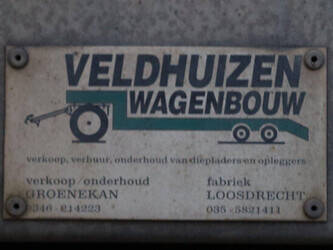 VELDHUIZEN
WAGENBOUW
verkoop, verhuur, onderhoud van diepladers en opleggers
verkoop/onderhoud
GROENEKAN
0346-214223
fabriek
LOOSDRECHT
035-5821411